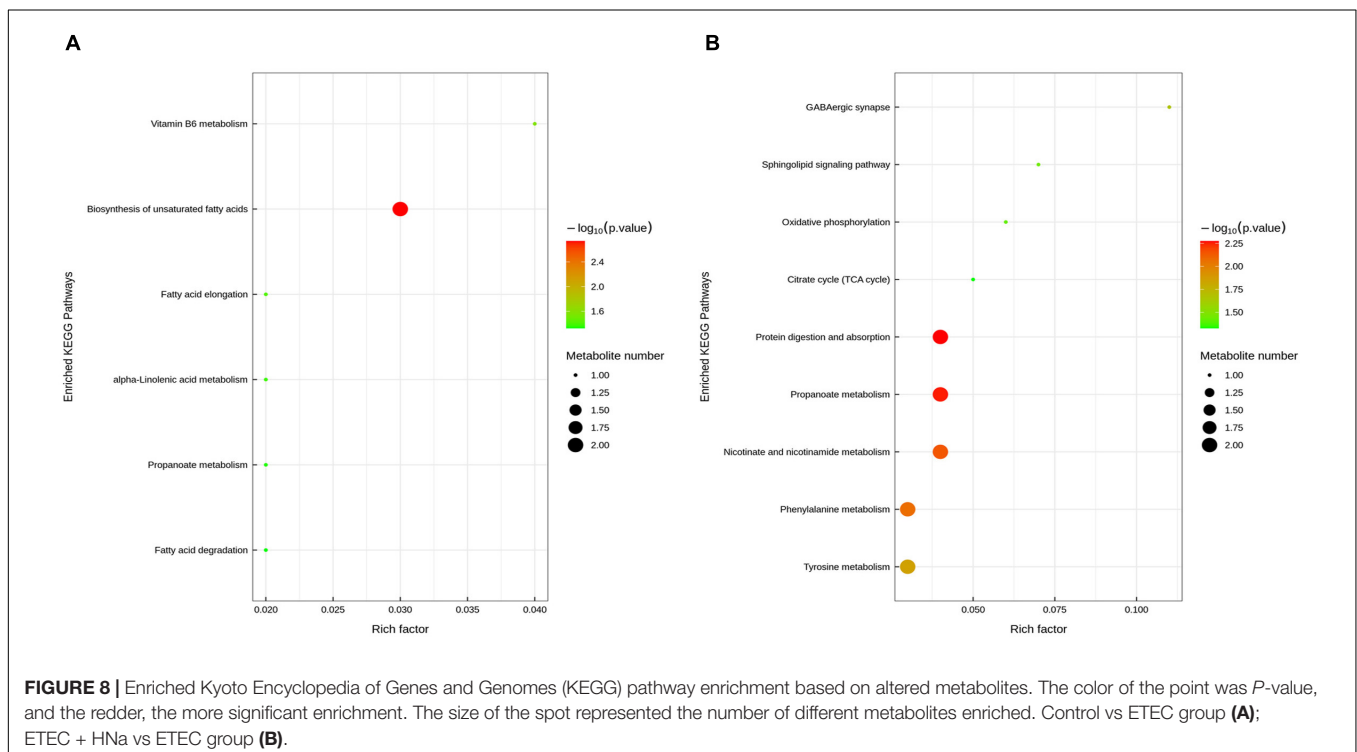 A
Enriched KEGG Pathways
Vitamin B6 metabolism
Biosynthesis of unsaturated fatty acids
Fatty acid elongation
alpha-Linolenic acid metabolism
Propanoate metabolism
Fatty acid degradation
0.020 0.025 0.030 0.035 0.040
Rich factor
− log₁₀(p.value)
2.4
2.0
1.6
Metabolite number
1.00
1.25
1.50
1.75
2.00
B
Enriched KEGG Pathways
GABAergic synapse
Sphingolipid signaling pathway
Oxidative phosphorylation
Citrate cycle (TCA cycle)
Protein digestion and absorption
Propanoate metabolism
Nicotinate and nicotinamide metabolism
Phenylalanine metabolism
Tyrosine metabolism
0.050 0.075 0.100
Rich factor
− log₁₀(p.value)
2.25
2.00
1.75
1.50
Metabolite number
1.00
1.25
1.50
1.75
2.00
FIGURE 8 | Enriched Kyoto Encyclopedia of Genes and Genomes (KEGG) pathway enrichment based on altered metabolites. The color of the point was P-value,
and the redder, the more significant enrichment. The size of the spot represented the number of different metabolites enriched. Control vs ETEC group (A);
ETEC + HNa vs ETEC group (B).